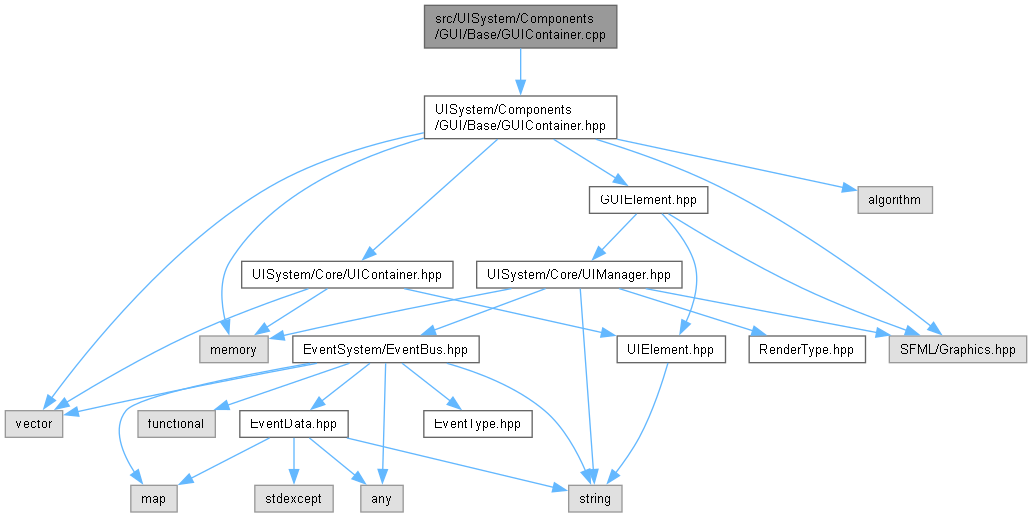 src/UISystem/Components
/GUI/Base/GUIContainer.cpp
UISystem/Components
/GUI/Base/GUIContainer.hpp
GUIElement.hpp
algorithm
UISystem/Core/UIContainer.hpp
UISystem/Core/UIManager.hpp
memory
EventSystem/EventBus.hpp
UIElement.hpp
RenderType.hpp
SFML/Graphics.hpp
vector
functional
EventData.hpp
EventType.hpp
map
stdexcept
any
string